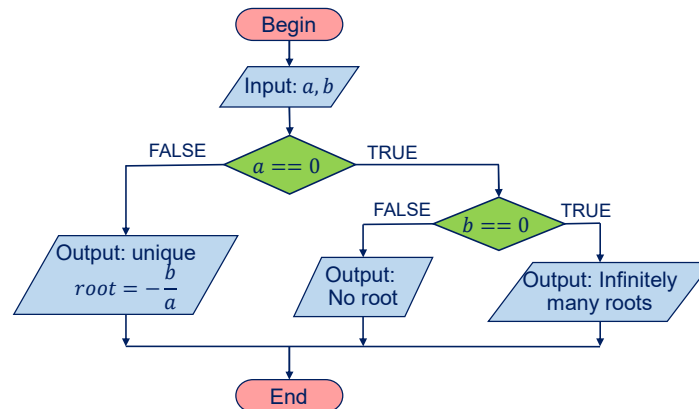 Begin
Input: a, b
FALSE
a == 0
TRUE
FALSE
b == 0
TRUE
Output: unique
root = − b/a
Output:
No root
Output: Infinitely
many roots
End